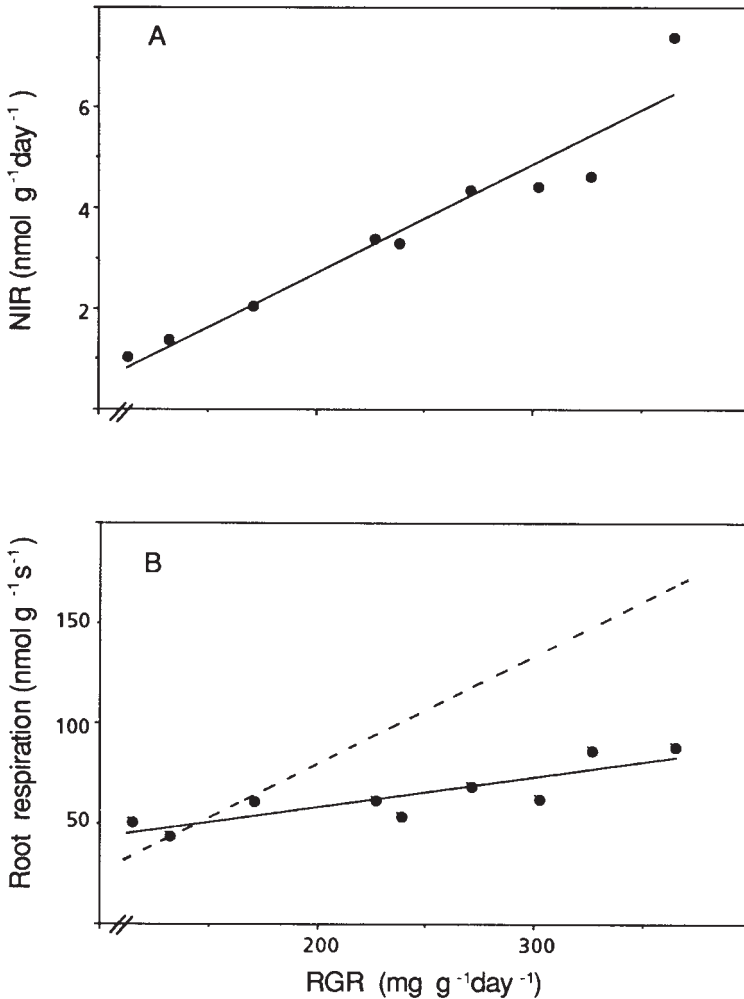 A
NIR (nmol g⁻¹day⁻¹)
6
4
2
B
Root respiration (nmol g⁻¹s⁻¹)
150
100
50
200 300
RGR (mg g⁻¹day⁻¹)